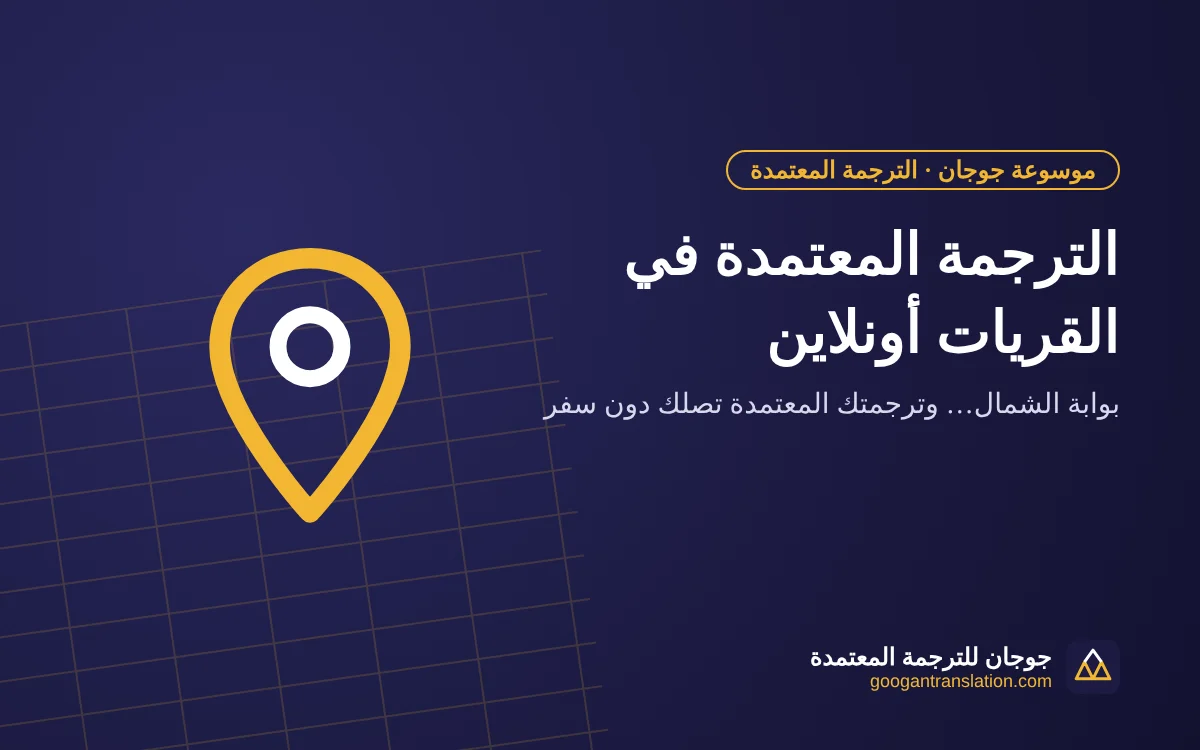 موسوعة جوجان · الترجمة المعتمدة
الترجمة المعتمدة في
القريات أونلاين
بوابة الشمال… وترجمتك المعتمدة تصلك دون سفر
جوجان للترجمة المعتمدة
googantranslation.com